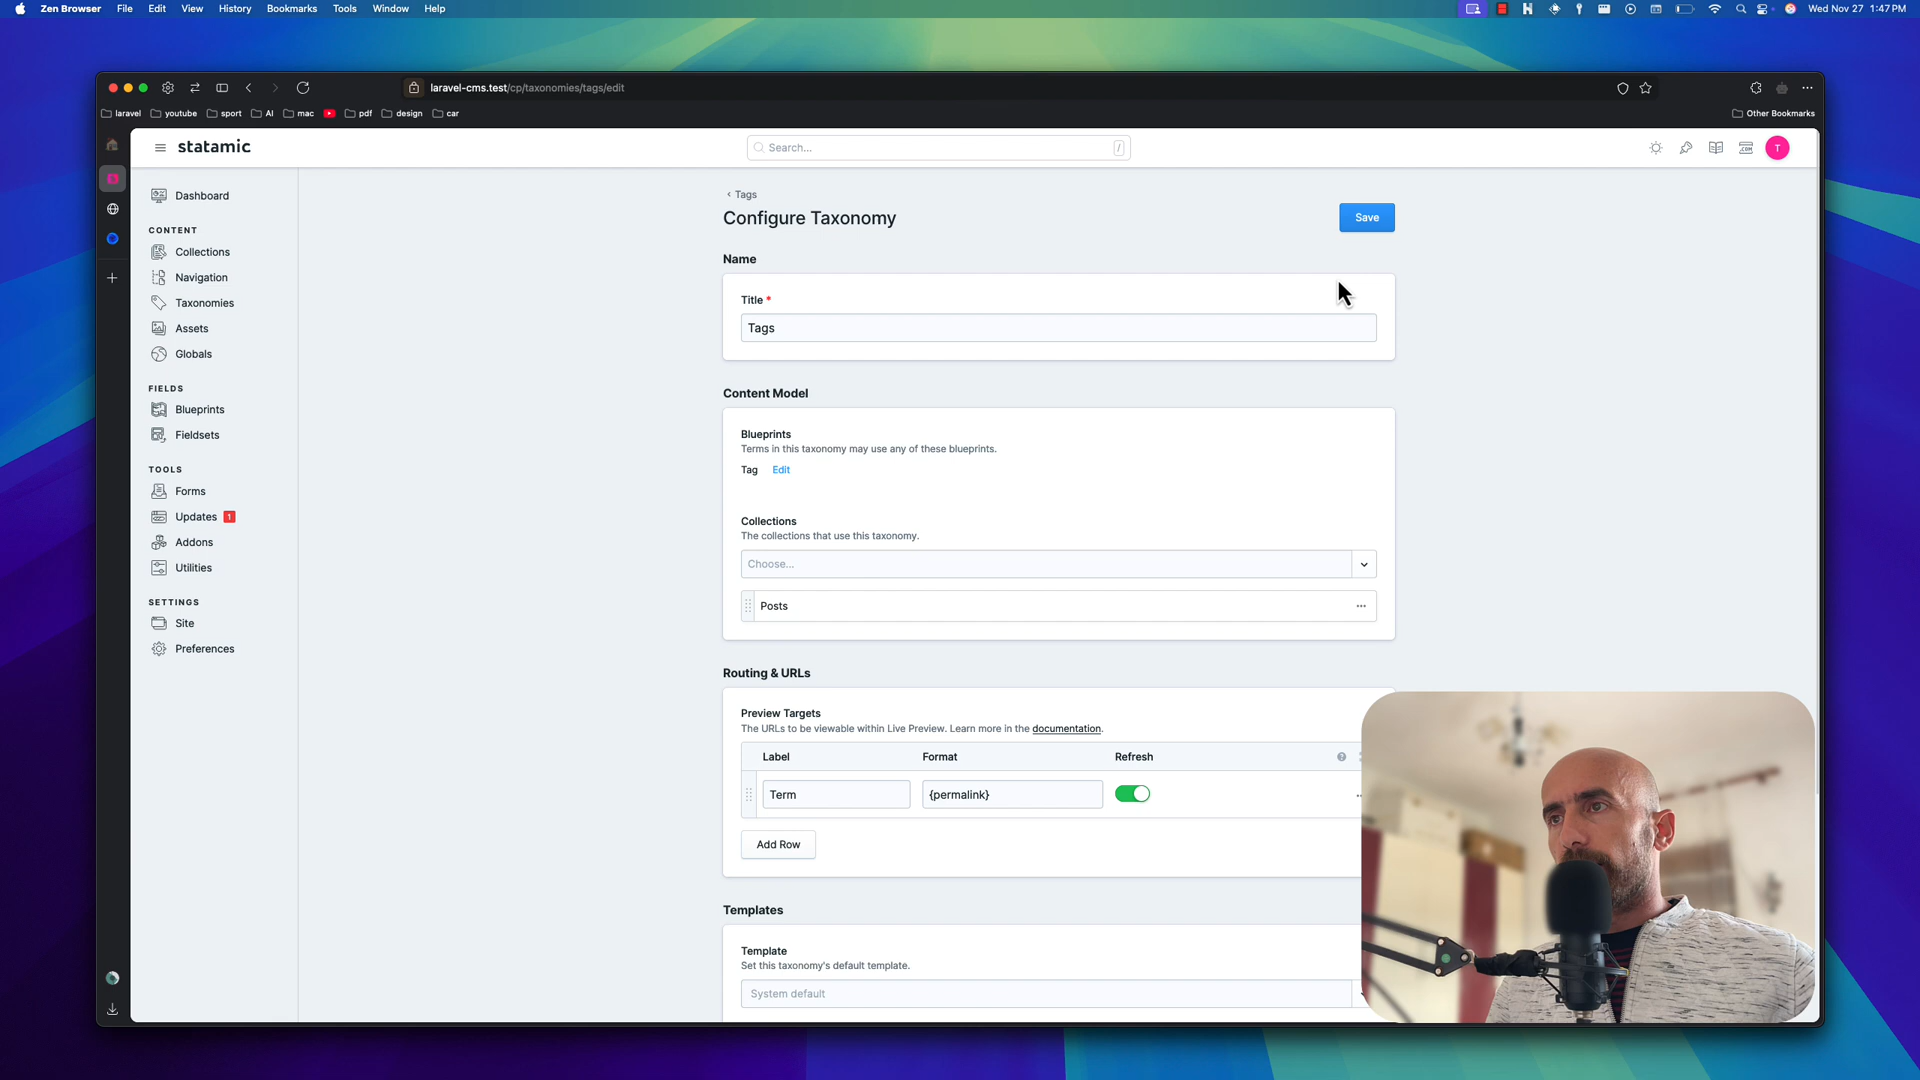 Zen Browser File Edit View History Bookmarks Tools Window Help
Wed Nov 27 1:47 PM
laravel-cms.test/cp/taxonomies/tags/edit
laravel youtube sport AI mac pdf design car
Other Bookmarks
statamic
Search...
/
T
Dashboard
CONTENT
Collections
Navigation
Taxonomies
Assets
Globals
FIELDS
Blueprints
Fieldsets
TOOLS
Forms
Updates 1
Addons
Utilities
SETTINGS
Site
Preferences
‹ Tags
Configure Taxonomy
Save
Name
Title *
Tags
Content Model
Blueprints
Terms in this taxonomy may use any of these blueprints.
Tag Edit
Collections
The collections that use this taxonomy.
Choose...
Posts
Routing & URLs
Preview Targets
The URLs to be viewable within Live Preview. Learn more in the documentation.
Label Format Refresh
Term {permalink}
Add Row
Templates
Template
Set this taxonomy's default template.
System default